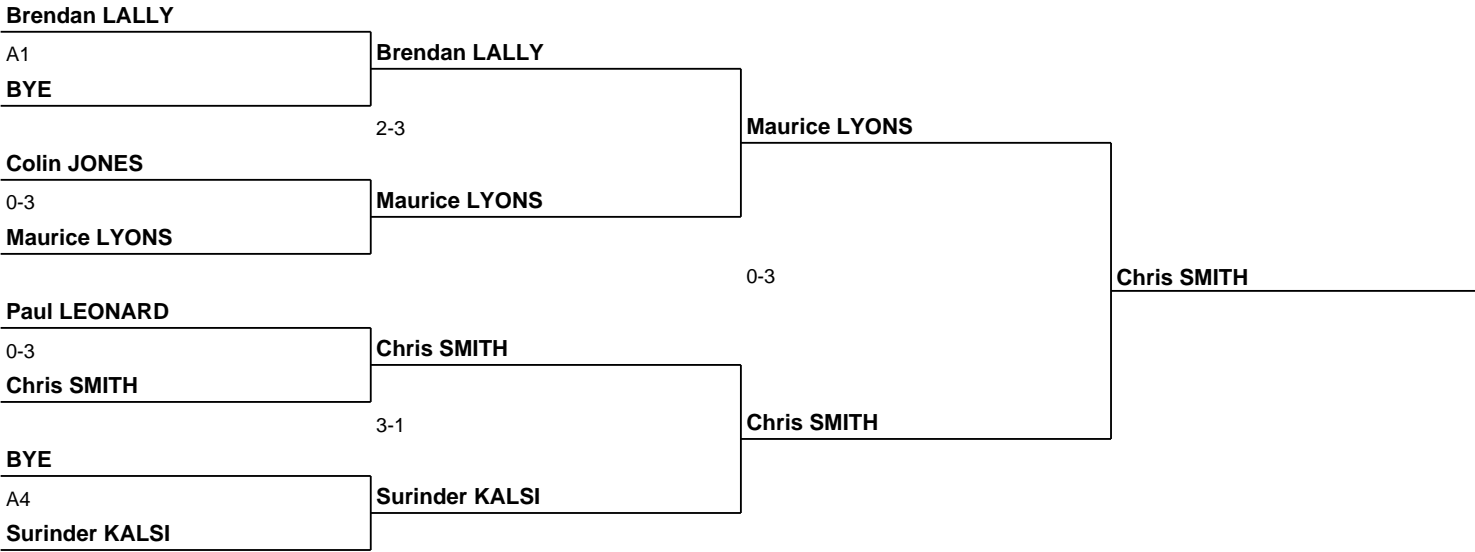 Brendan LALLY
A1
Brendan LALLY
BYE
2-3
Maurice LYONS
Colin JONES
0-3
Maurice LYONS
Maurice LYONS
0-3
Chris SMITH
Paul LEONARD
0-3
Chris SMITH
Chris SMITH
3-1
Chris SMITH
BYE
A4
Surinder KALSI
Surinder KALSI